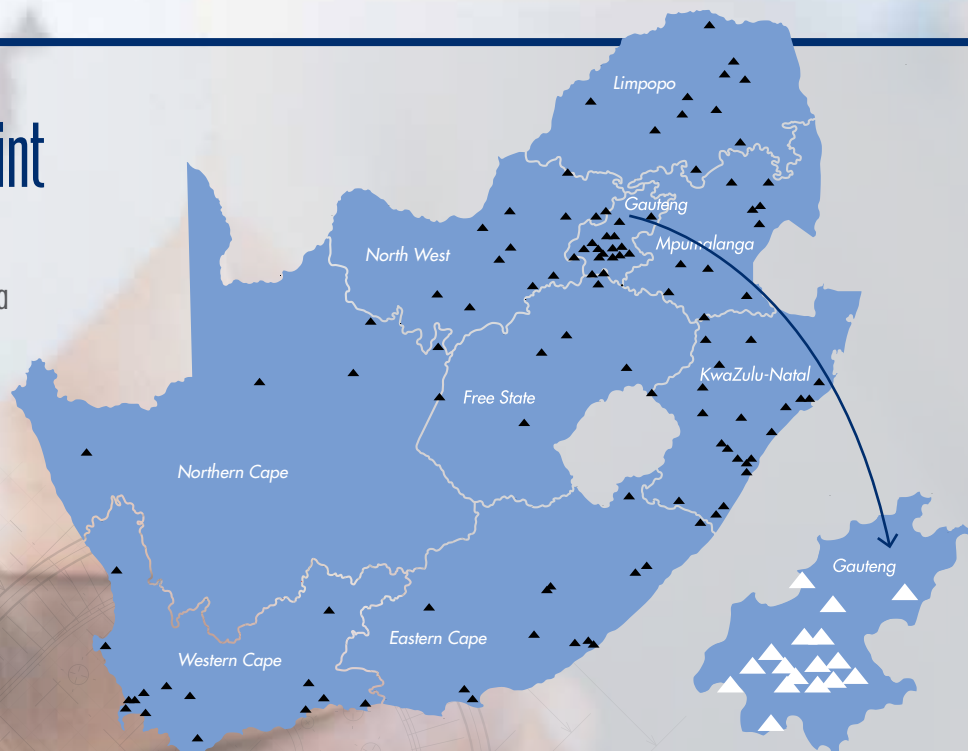 int
a
Limpopo
Gauteng
Mpumalanga
North West
KwaZulu-Natal
Free State
Northern Cape
Gauteng
Eastern Cape
Western Cape